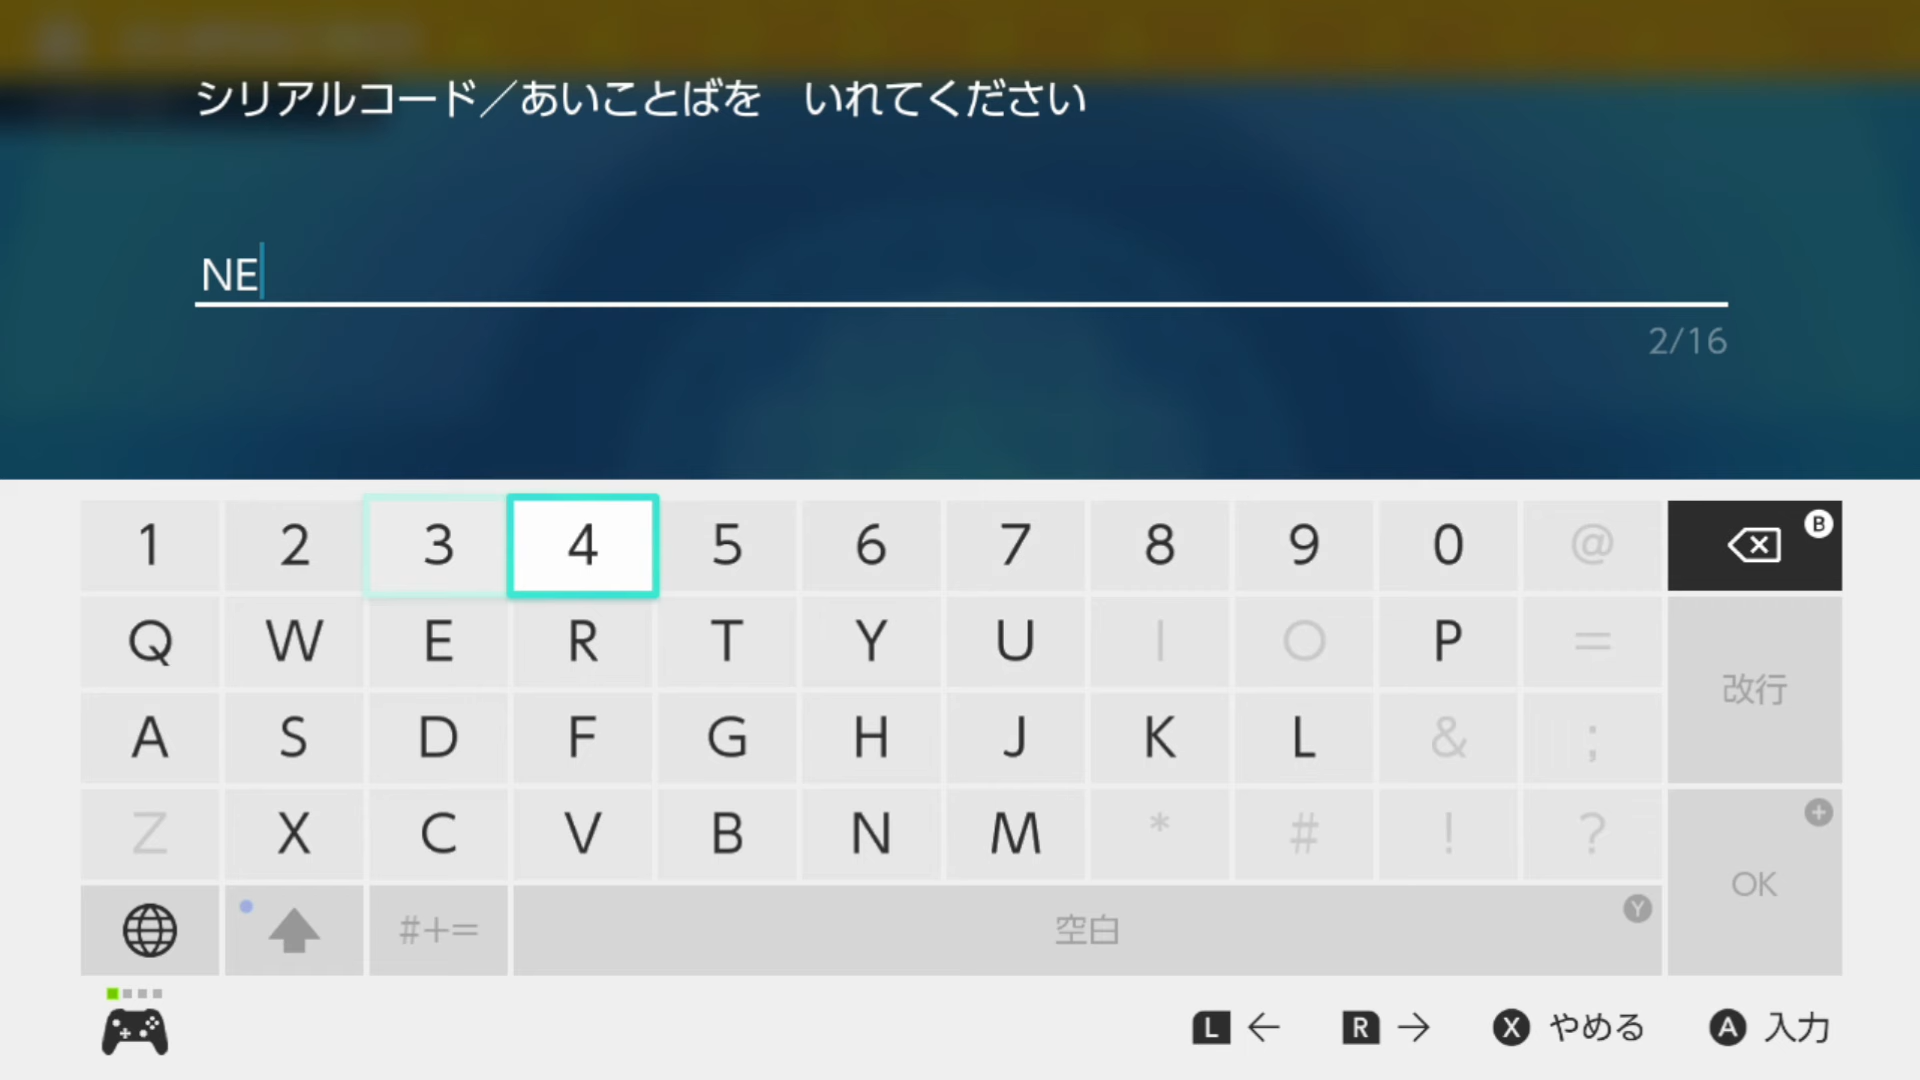 シリアルコード／あいことばを　いれてください
NE
2/16
1 2 3 4 5 6 7 8 9 0 @ B
Q W E R T Y U I O P = 改行
A S D F G H J K L & ;
Z X C V B N M * # ! ? + OK
#+= 空白 Y
L ← R → X やめる A 入力